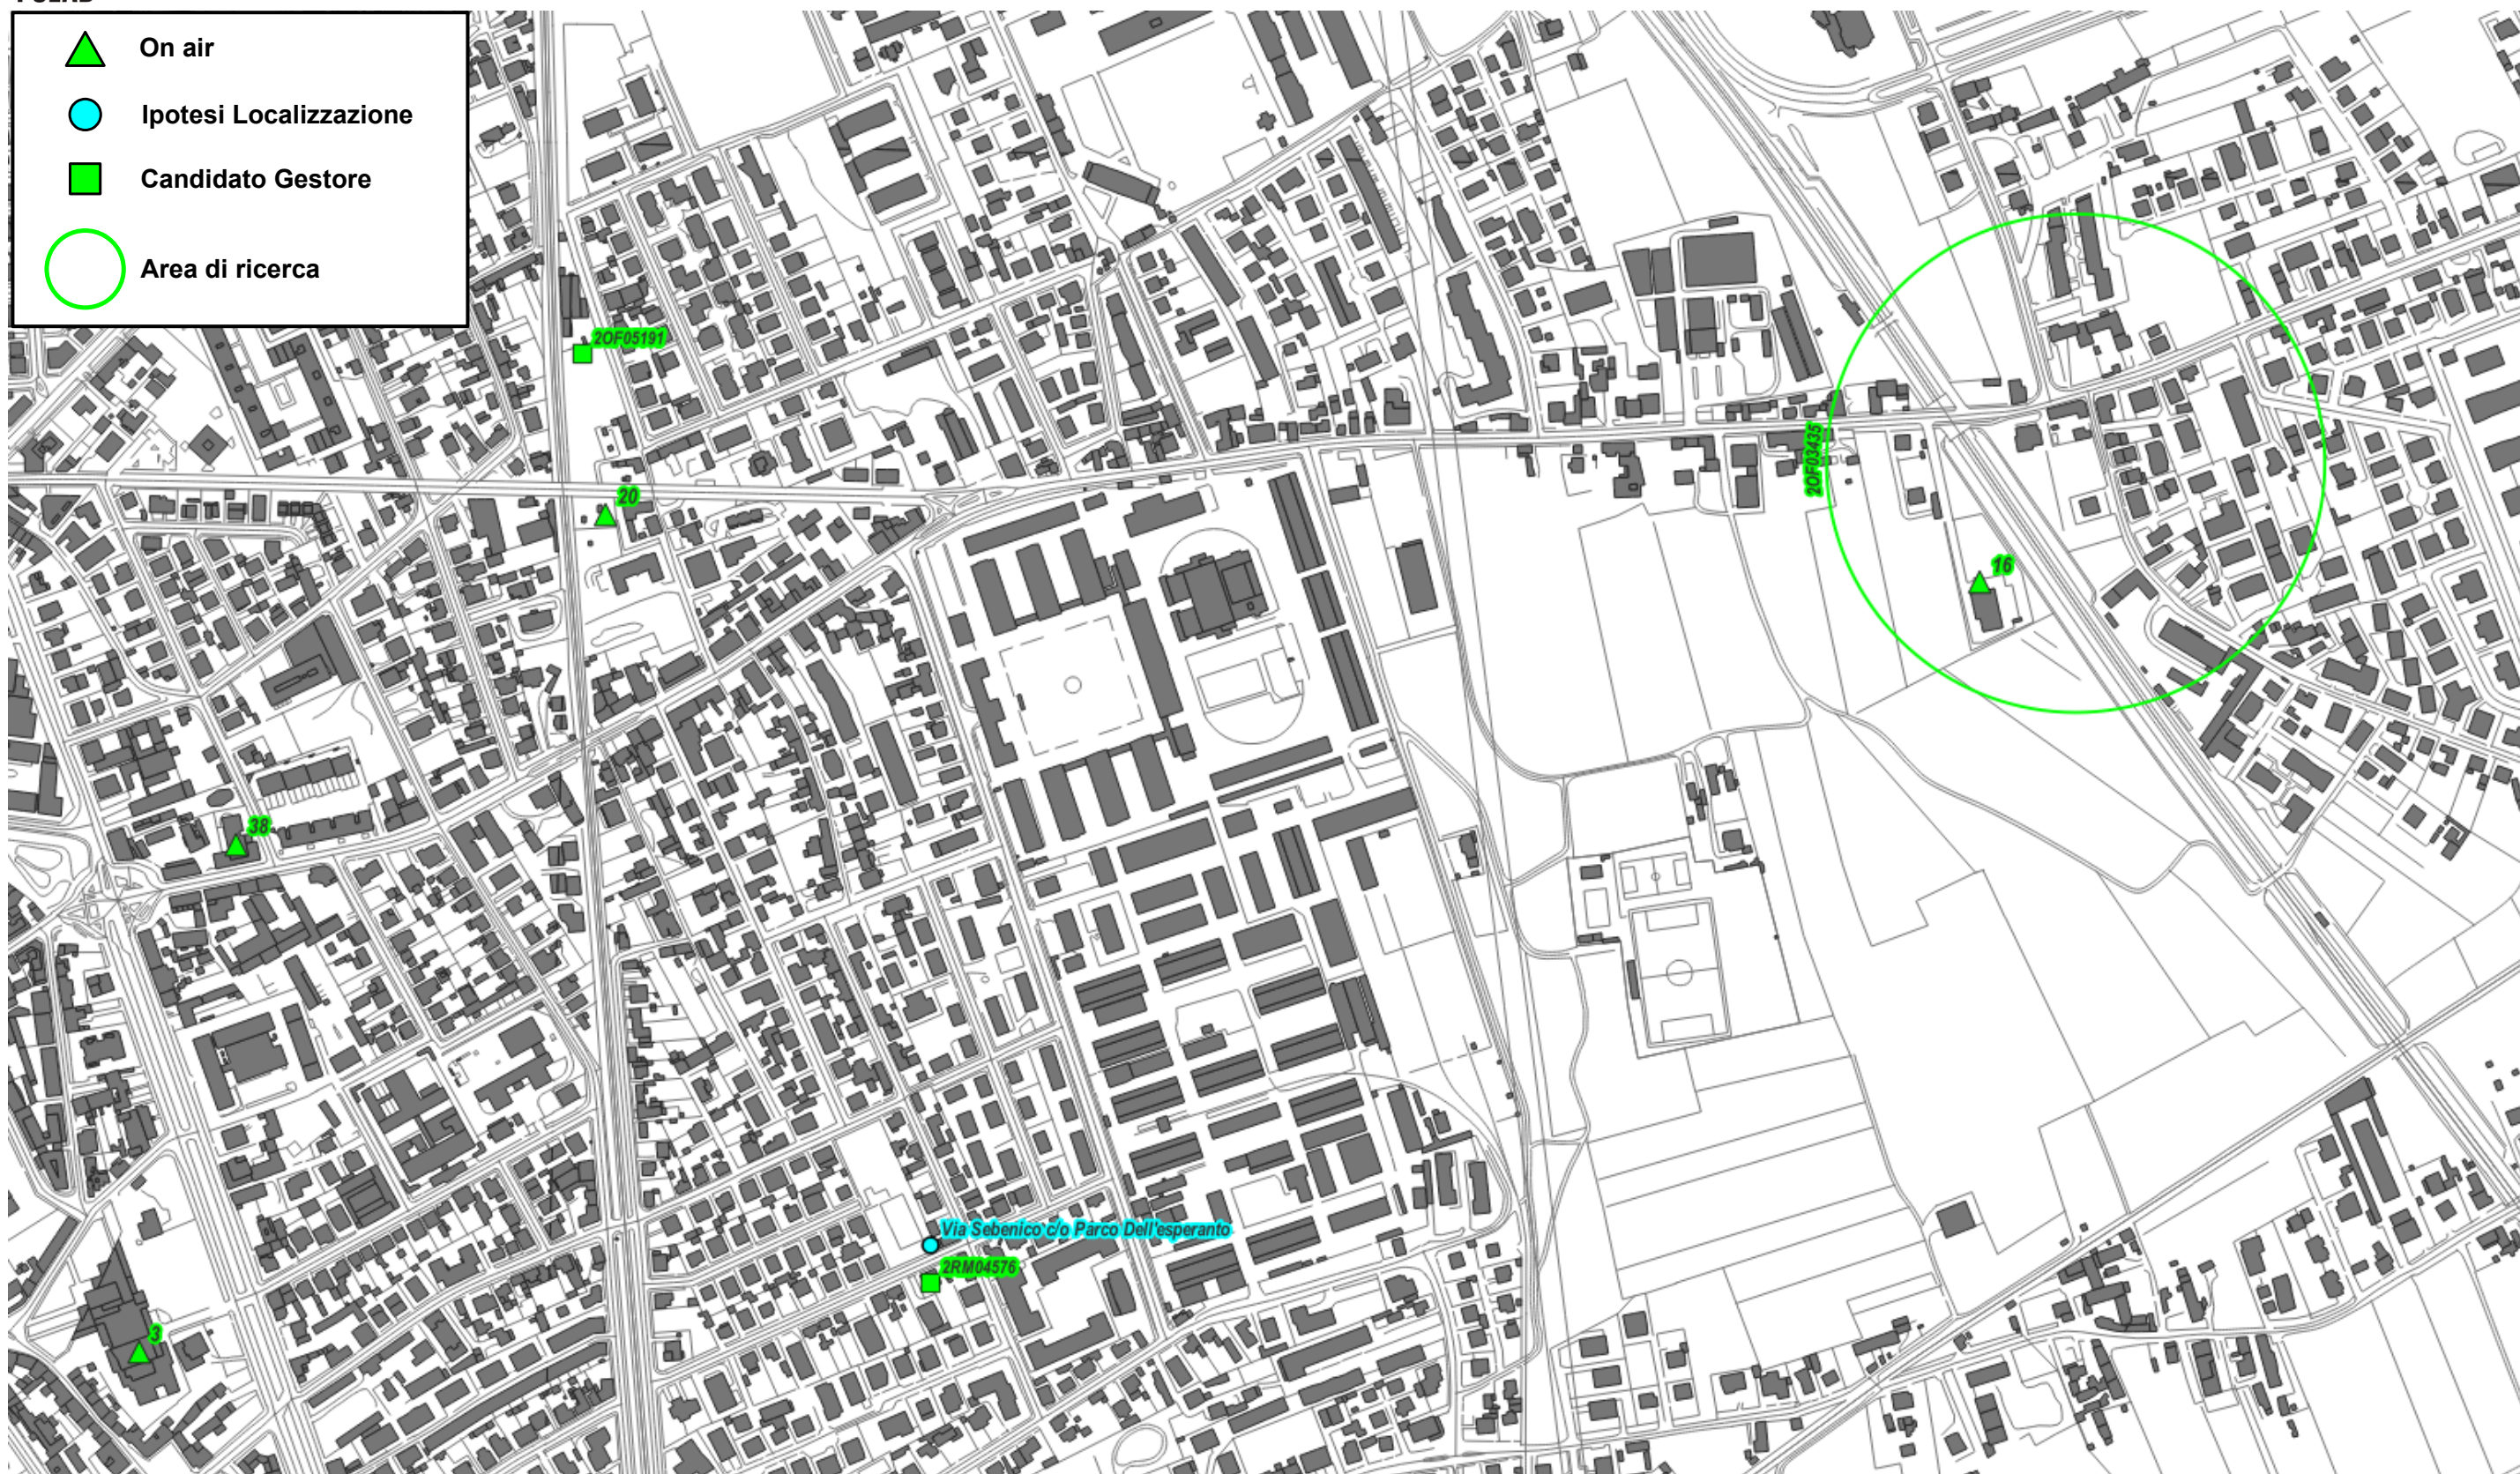 On air
Ipotesi Localizzazione
Candidato Gestore
Area di ricerca
2OF05191
20
2OF03435
16
38
Via Sebenico c/o Parco Dell'esperanto
2RM04576
3